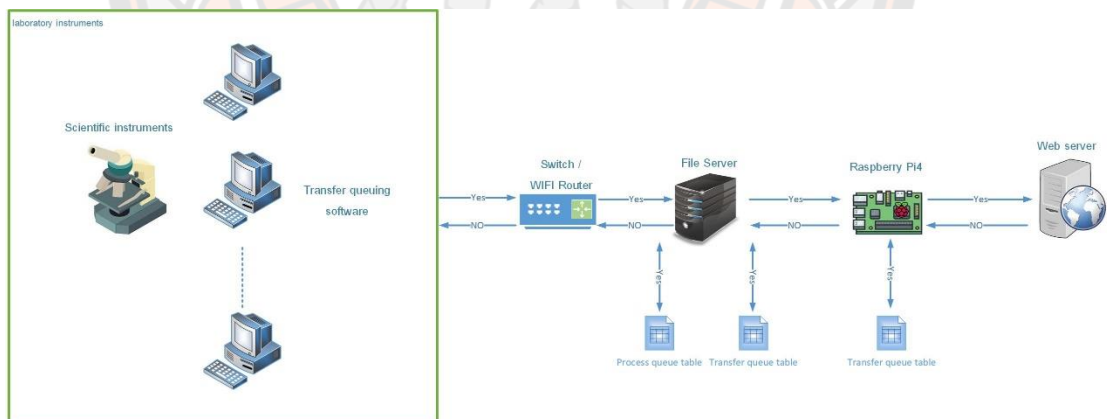 laboratory instruments
Scientific instruments
Transfer queuing
software
Yes
NO
Switch /
WIFI Router
Yes
NO
File Server
Yes
NO
Raspberry Pi4
Yes
NO
Web server
Yes
Yes
Yes
Process queue table
Transfer queue table
Transfer queue table